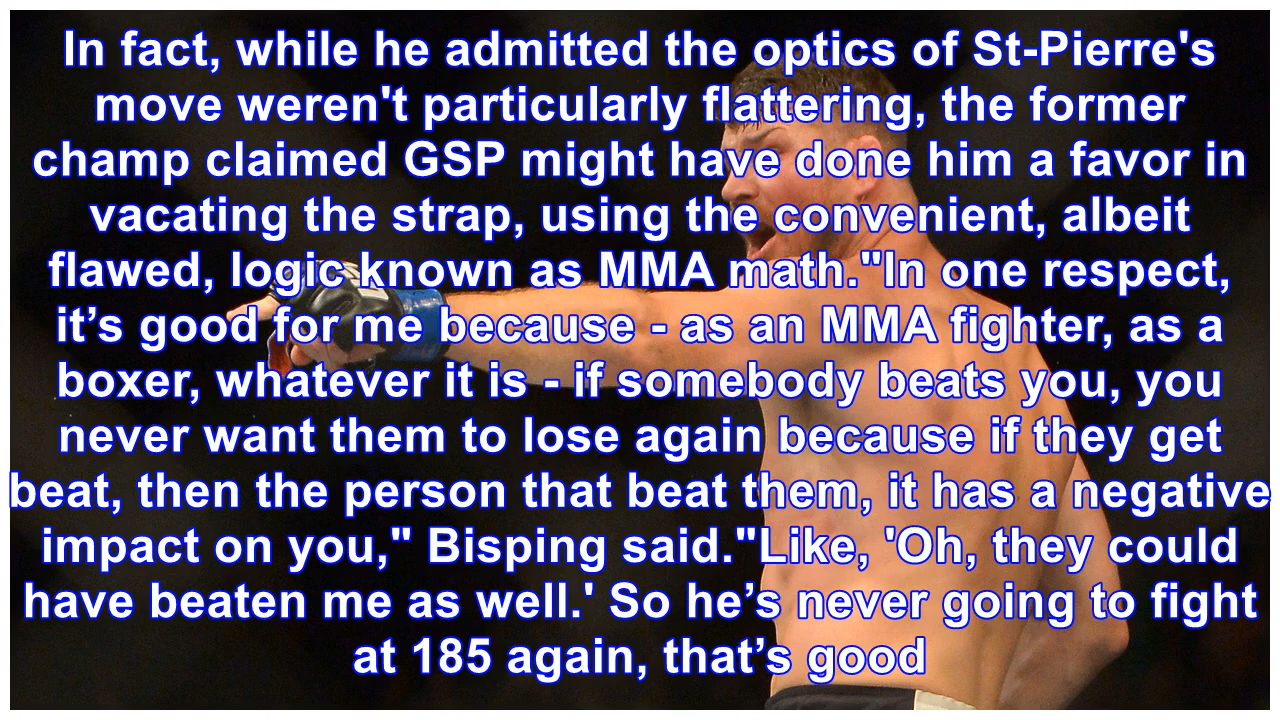 In fact, while he admitted the optics of St-Pierre's
move weren't particularly flattering, the former
champ claimed GSP might have done him a favor in
vacating the strap, using the convenient, albeit
flawed, logic known as MMA math."In one respect,
it’s good for me because - as an MMA fighter, as a
boxer, whatever it is - if somebody beats you, you
never want them to lose again because if they get
beat, then the person that beat them, it has a negative
impact on you," Bisping said."Like, 'Oh, they could
have beaten me as well.' So he’s never going to fight
at 185 again, that’s good